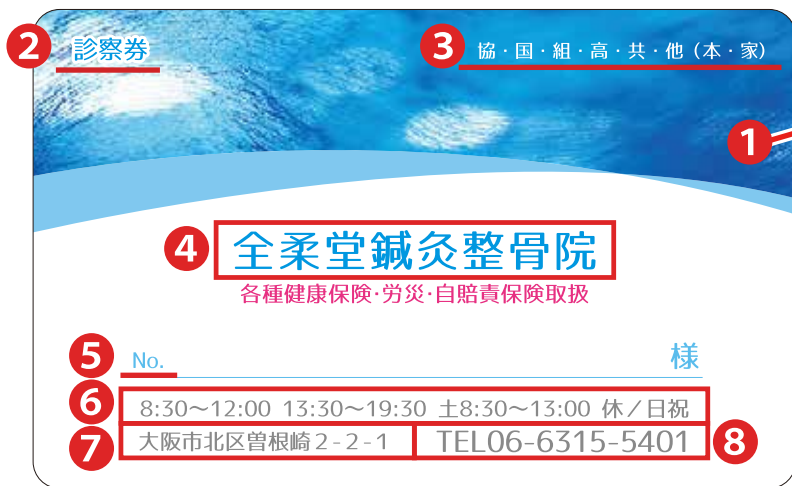 2 診察券 3 協・国・組・高・共・他（本・家）
1
4 全柔堂鍼灸整骨院
各種健康保険･労災･自賠責保険取扱
5 No. 様
6 8:30〜12:00 13:30〜19:30 土8:30〜13:00 休／日祝
7 大阪市北区曽根崎２-２-１ TEL06-6315-5401 8